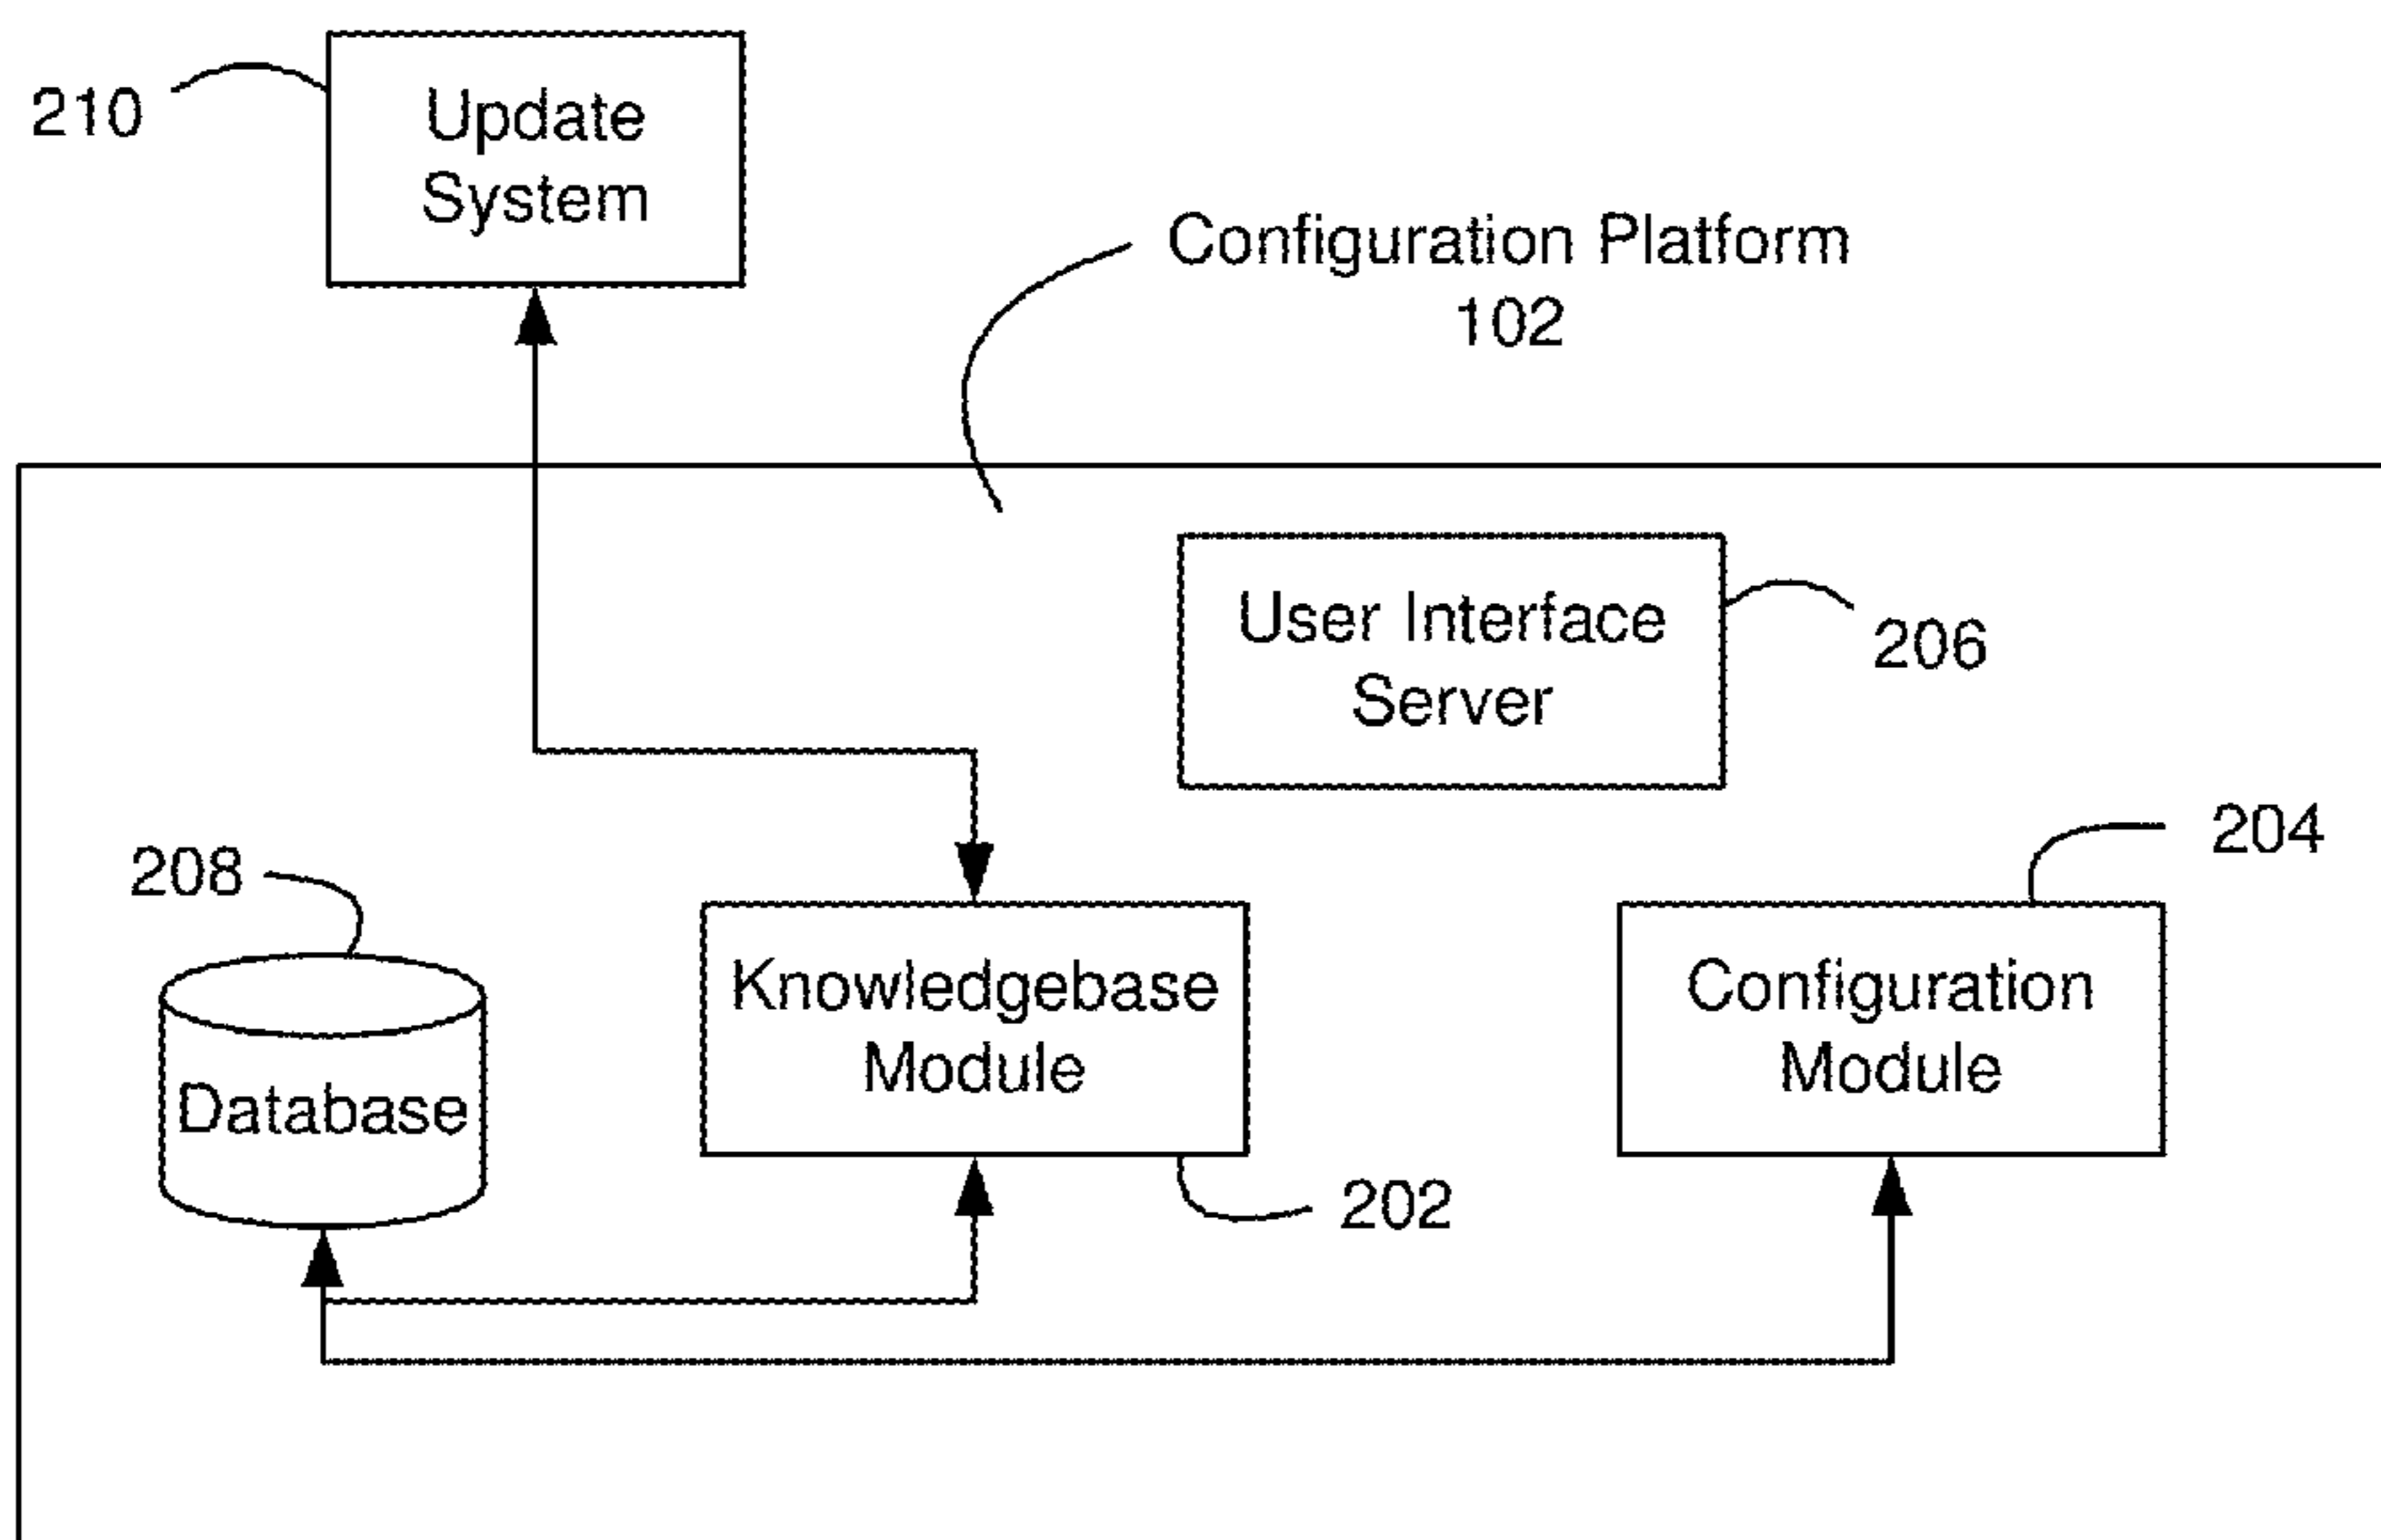 210
Update
System
Configuration Platform
102
User Interface
Server
206
204
208
Knowledgebase
Module
Configuration
Module
Database
202